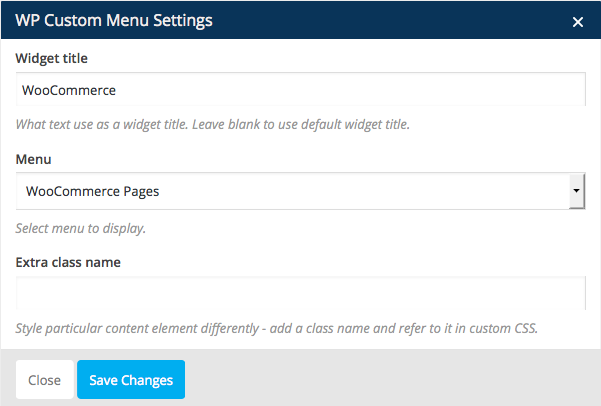 WP Custom Menu Settings ×
Widget title
WooCommerce
What text use as a widget title. Leave blank to use default widget title.
Menu
WooCommerce Pages
Select menu to display.
Extra class name
Style particular content element differently - add a class name and refer to it in custom CSS.
Close Save Changes